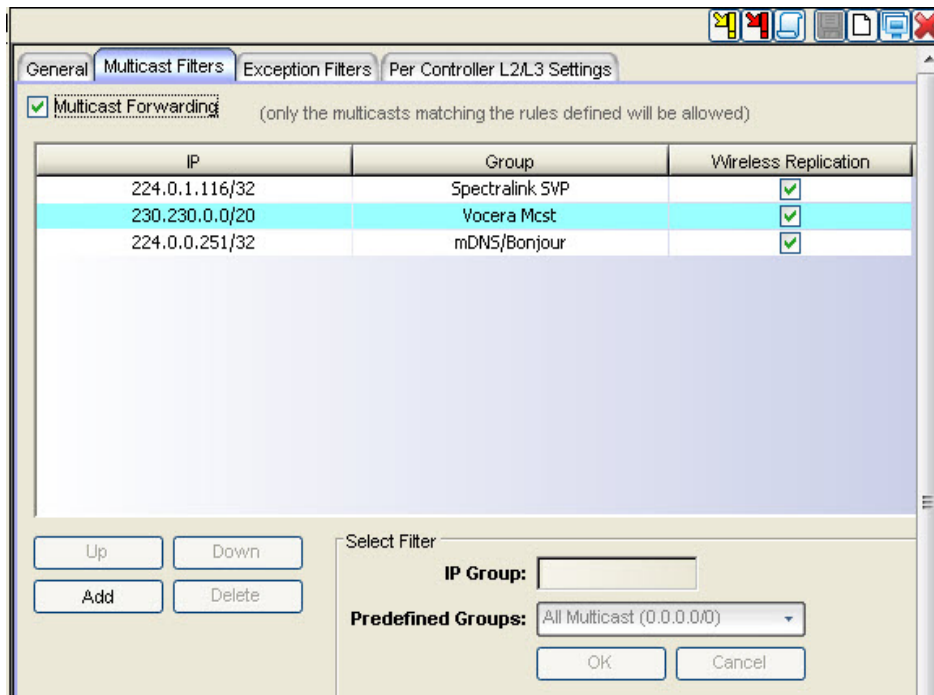 General Multicast Filters Exception Filters Per Controller L2/L3 Settings
Multicast Forwarding (only the multicasts matching the rules defined will be allowed)
IP Group Wireless Replication
224.0.1.116/32 Spectralink SVP
230.230.0.0/20 Vocera Mcst
224.0.0.251/32 mDNS/Bonjour
Up Down
Add Delete
Select Filter
IP Group:
Predefined Groups: All Multicast (0.0.0.0/0)
OK Cancel